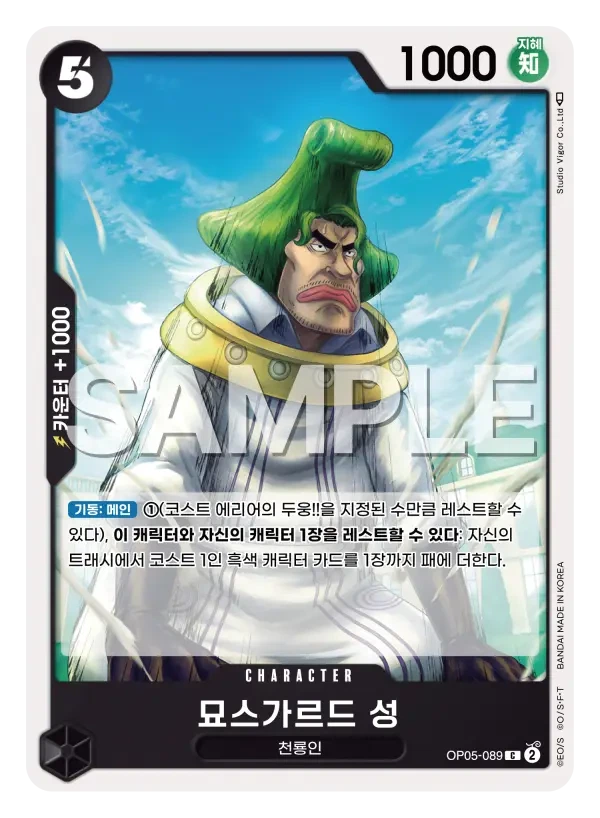 5
1000
지혜
知
Studio Vigor Co.,Ltd
카운터 +1000
SAMPLE
기동: 메인 ①(코스트 에리어의 두웅!!을 지정된 수만큼 레스트할 수
있다), 이 캐릭터와 자신의 캐릭터 1장을 레스트할 수 있다: 자신의
트래시에서 코스트 1인 흑색 캐릭터 카드를 1장까지 패에 더한다.
CHARACTER
묘스가르드 성
천룡인
OP05-089 C 2
©EO/S ©O/S·F·T BANDAI MADE IN KOREA